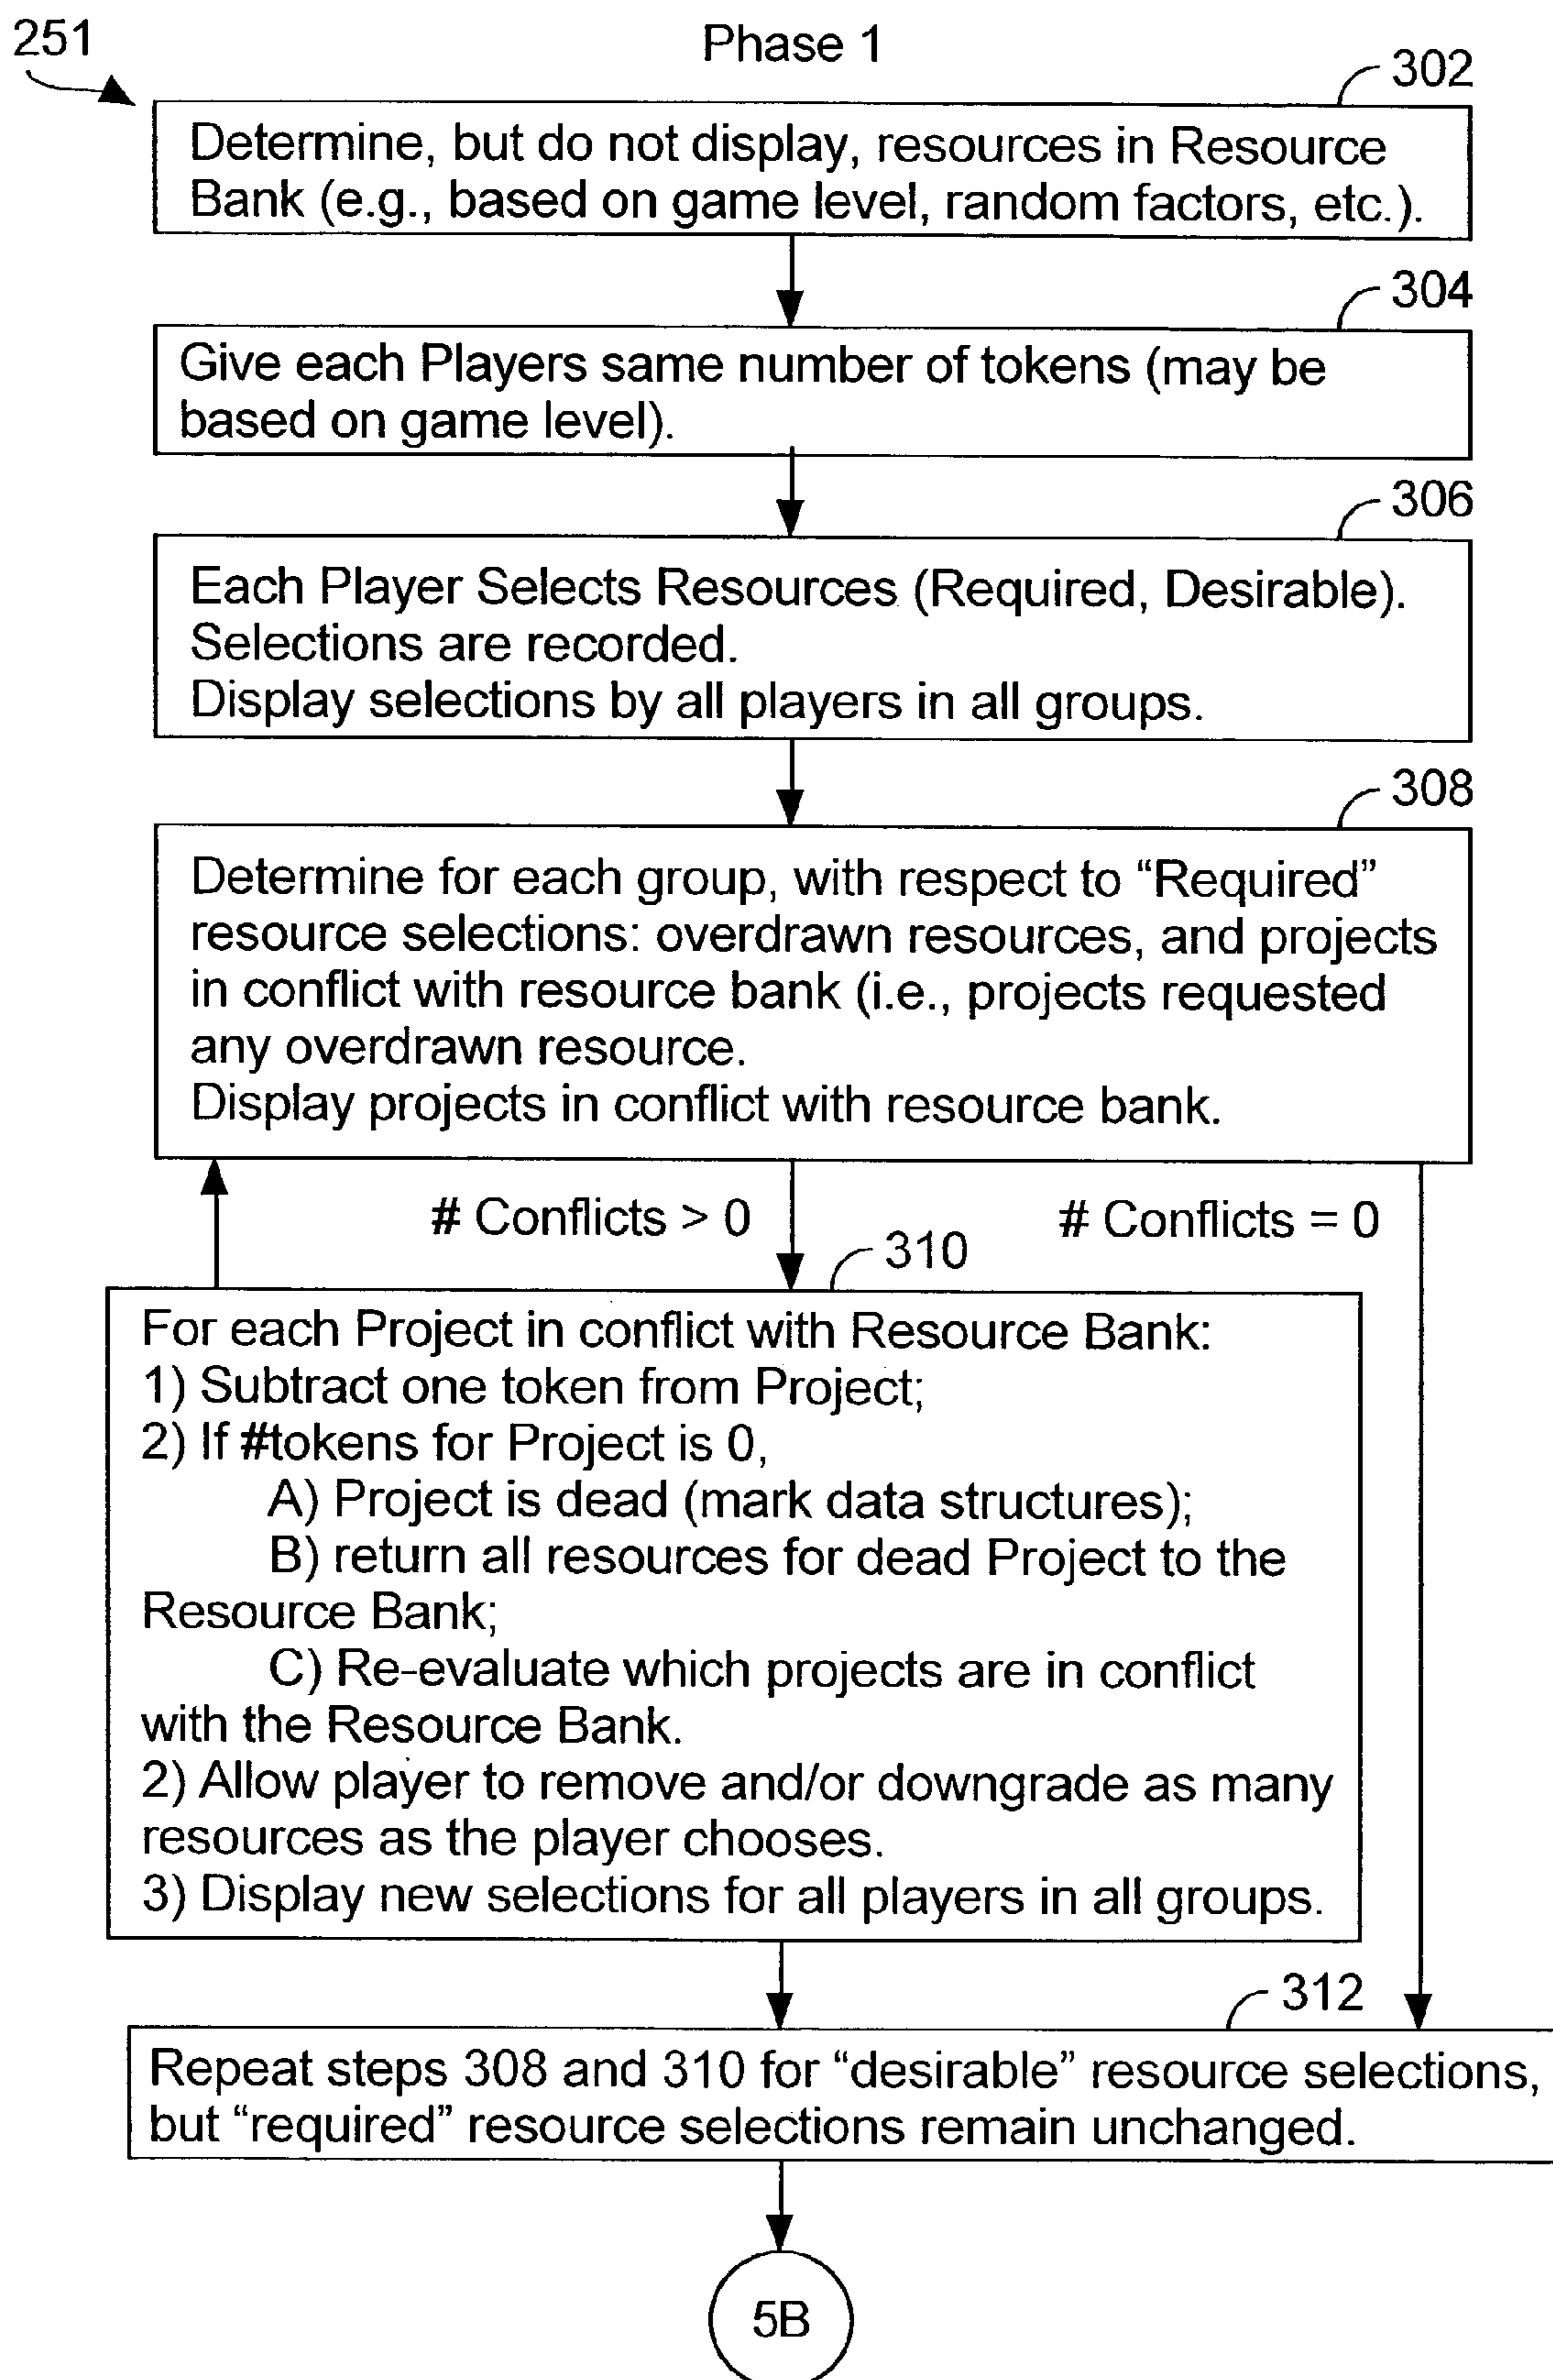 251
Phase 1
302
Determine, but do not display, resources in Resource
Bank (e.g., based on game level, random factors, etc.).
304
Give each Players same number of tokens (may be
based on game level).
306
Each Player Selects Resources (Required, Desirable).
Selections are recorded.
Display selections by all players in all groups.
308
Determine for each group, with respect to “Required”
resource selections: overdrawn resources, and projects
in conflict with resource bank (i.e., projects requested
any overdrawn resource.
Display projects in conflict with resource bank.
# Conflicts > 0
# Conflicts = 0
310
For each Project in conflict with Resource Bank:
1) Subtract one token from Project;
2) If #tokens for Project is 0,
A) Project is dead (mark data structures);
B) return all resources for dead Project to the
Resource Bank;
C) Re-evaluate which projects are in conflict
with the Resource Bank.
2) Allow player to remove and/or downgrade as many
resources as the player chooses.
3) Display new selections for all players in all groups.
312
Repeat steps 308 and 310 for “desirable” resource selections,
but “required” resource selections remain unchanged.
5B